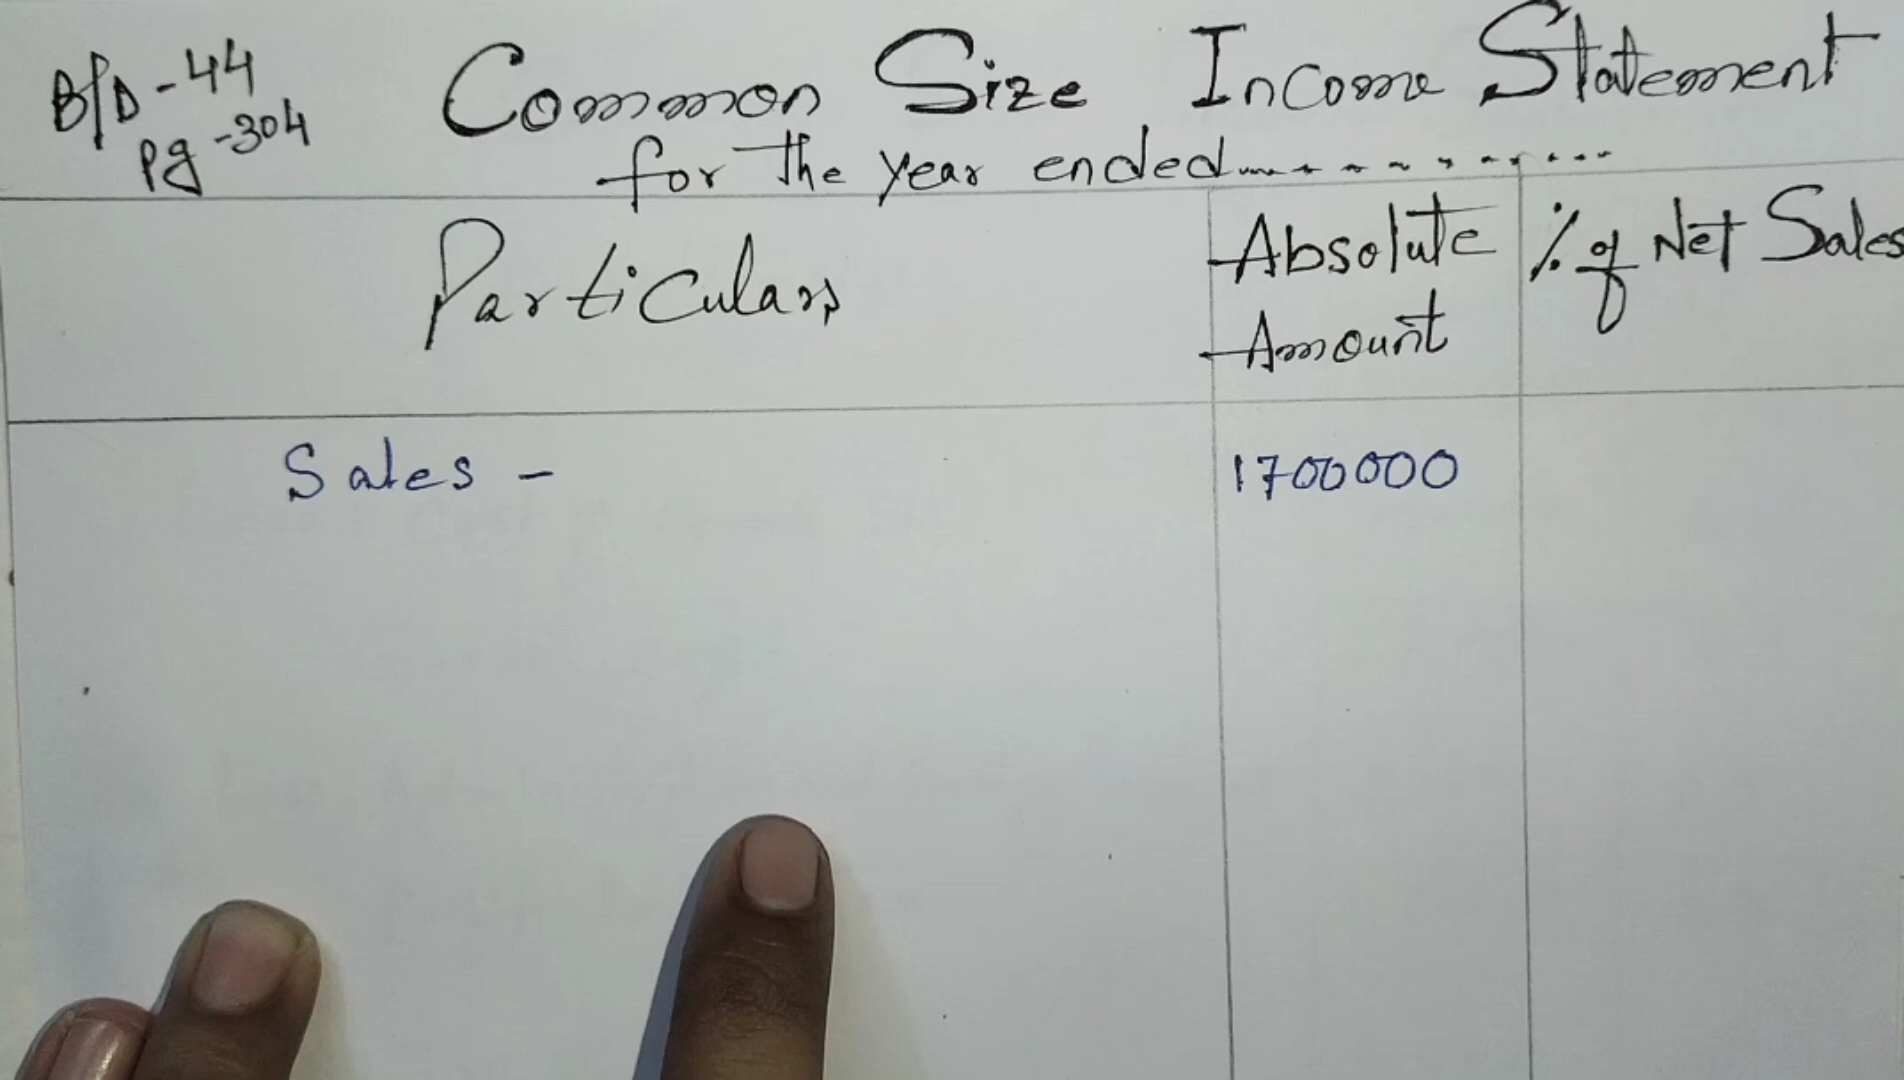 B/D - 44
Pg - 304
Common Size Income Statement
for the year ended............
Particulars
Absolute Amount
% of Net Sales
Sales -
1700000